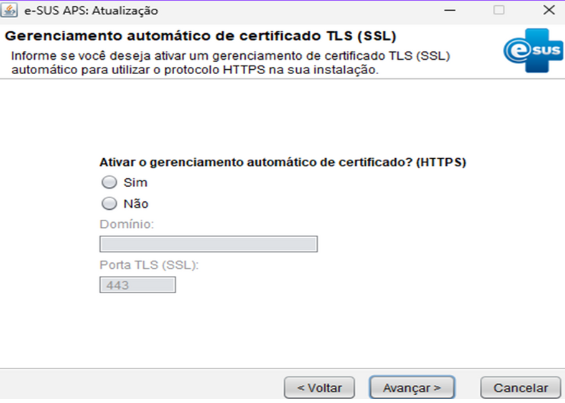 e-SUS APS: Atualização
Gerenciamento automático de certificado TLS (SSL)
Informe se você deseja ativar um gerenciamento de certificado TLS (SSL)
automático para utilizar o protocolo HTTPS na sua instalação.
e sus
Ativar o gerenciamento automático de certificado? (HTTPS)
Sim
Não
Domínio:
Porta TLS (SSL):
443
< Voltar Avançar > Cancelar